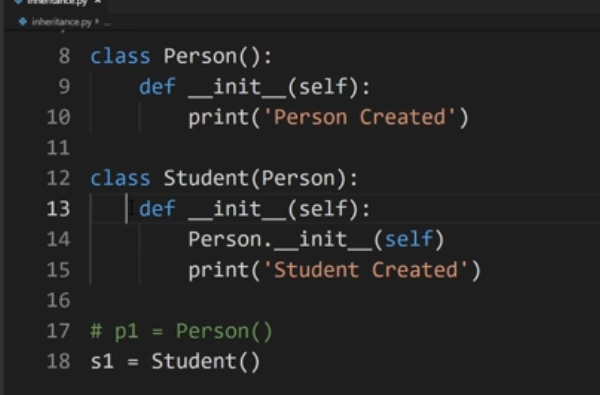 inheritance.py ×
inheritance.py > ...
8 class Person():
9 def __init__(self):
10 print('Person Created')
11
12 class Student(Person):
13 def __init__(self):
14 Person.__init__(self)
15 print('Student Created')
16
17 # p1 = Person()
18 s1 = Student()